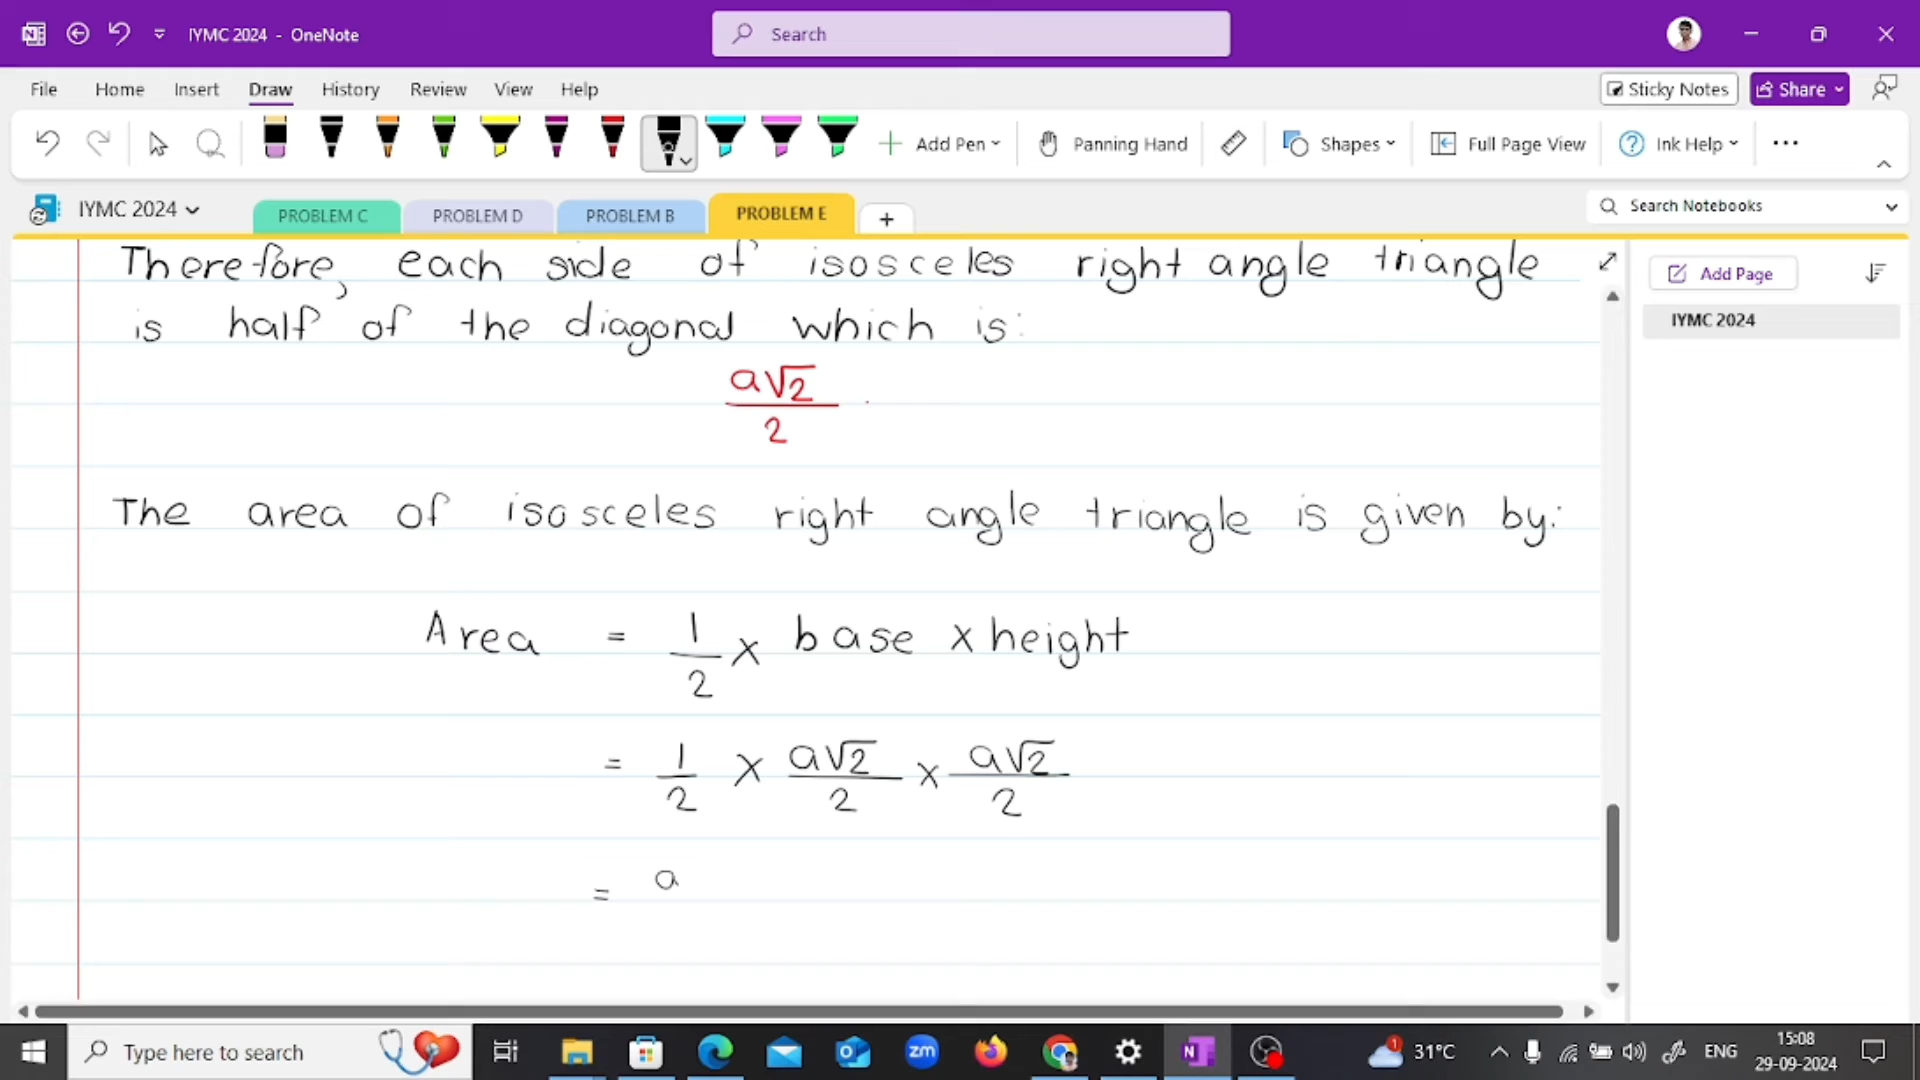 IYMC 2024 - OneNote
Search
File Home Insert Draw History Review View Help
Sticky Notes Share
Add Pen Panning Hand Shapes Full Page View Ink Help
IYMC 2024 PROBLEM C PROBLEM D PROBLEM B PROBLEM E + Search Notebooks
Add Page
IYMC 2024
Therefore, each side of isosceles right angle triangle
is half of the diagonal which is:
a√2
2
The area of isosceles right angle triangle is given by:
Area = 1/2 × base × height
= 1/2 × a√2/2 × a√2/2
= a
Type here to search
zm
N
1
31°C
ENG
15:08
29-09-2024